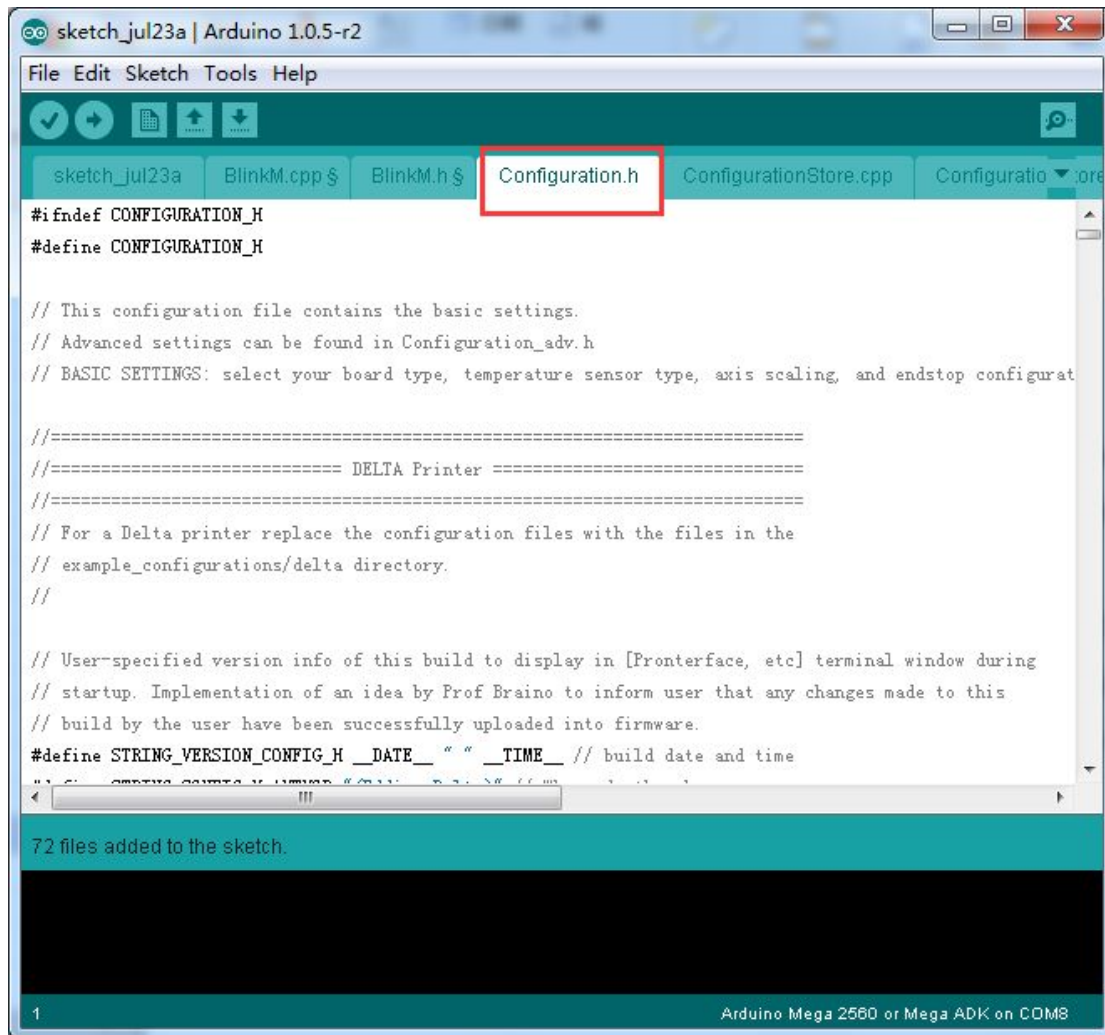 sketch_jul23a | Arduino 1.0.5-r2
File Edit Sketch Tools Help
sketch_jul23a BlinkM.cpp § BlinkM.h § Configuration.h ConfigurationStore.cpp Configuratio ore
#ifndef CONFIGURATION_H
#define CONFIGURATION_H
// This configuration file contains the basic settings.
// Advanced settings can be found in Configuration_adv.h
// BASIC SETTINGS: select your board type, temperature sensor type, axis scaling, and endstop configurat
//===========================================================================
//============================= DELTA Printer ===============================
//===========================================================================
// For a Delta printer replace the configuration files with the files in the
// example_configurations/delta directory.
//
// User-specified version info of this build to display in [Pronterface, etc] terminal window during
// startup. Implementation of an idea by Prof Braino to inform user that any changes made to this
// build by the user have been successfully uploaded into firmware.
#define STRING_VERSION_CONFIG_H __DATE__ " " __TIME__ // build date and time
72 files added to the sketch.
1
Arduino Mega 2560 or Mega ADK on COM8